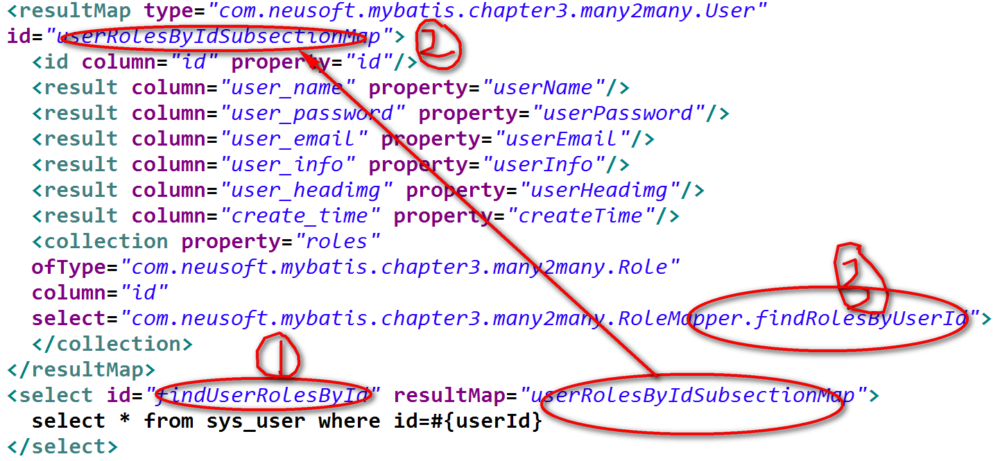 <resultMap type="com.neusoft.mybatis.chapter3.many2many.User"
id="userRolesByIdSubsectionMap"> 2
  <id column="id" property="id"/>
  <result column="user_name" property="userName"/>
  <result column="user_password" property="userPassword"/>
  <result column="user_email" property="userEmail"/>
  <result column="user_info" property="userInfo"/>
  <result column="user_headimg" property="userHeadimg"/>
  <result column="create_time" property="createTime"/>
  <collection property="roles"
  ofType="com.neusoft.mybatis.chapter3.many2many.Role"
  column="id"
3
  select="com.neusoft.mybatis.chapter3.many2many.RoleMapper.findRolesByUserId">
  </collection>
1
</resultMap>
<select id="findUserRolesById" resultMap="userRolesByIdSubsectionMap">
  select * from sys_user where id=#{userId}
</select>